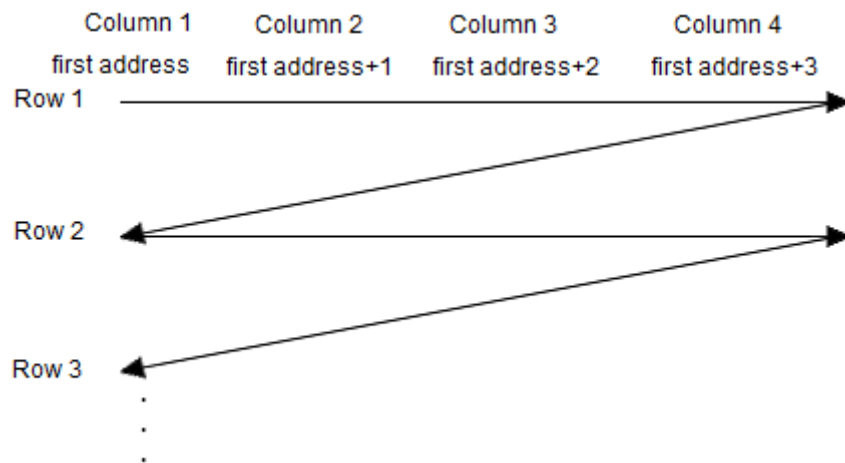 Column 1 Column 2 Column 3 Column 4
first address first address+1 first address+2 first address+3
Row 1
Row 2
Row 3